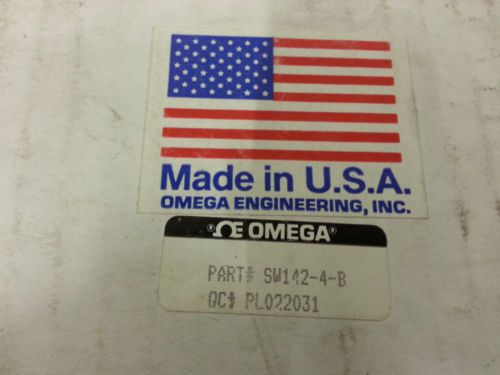 Made in U.S.A.
OMEGA ENGINEERING, INC.
ΩE OMEGA®
PART# SW142-4-B
QC# PL022031